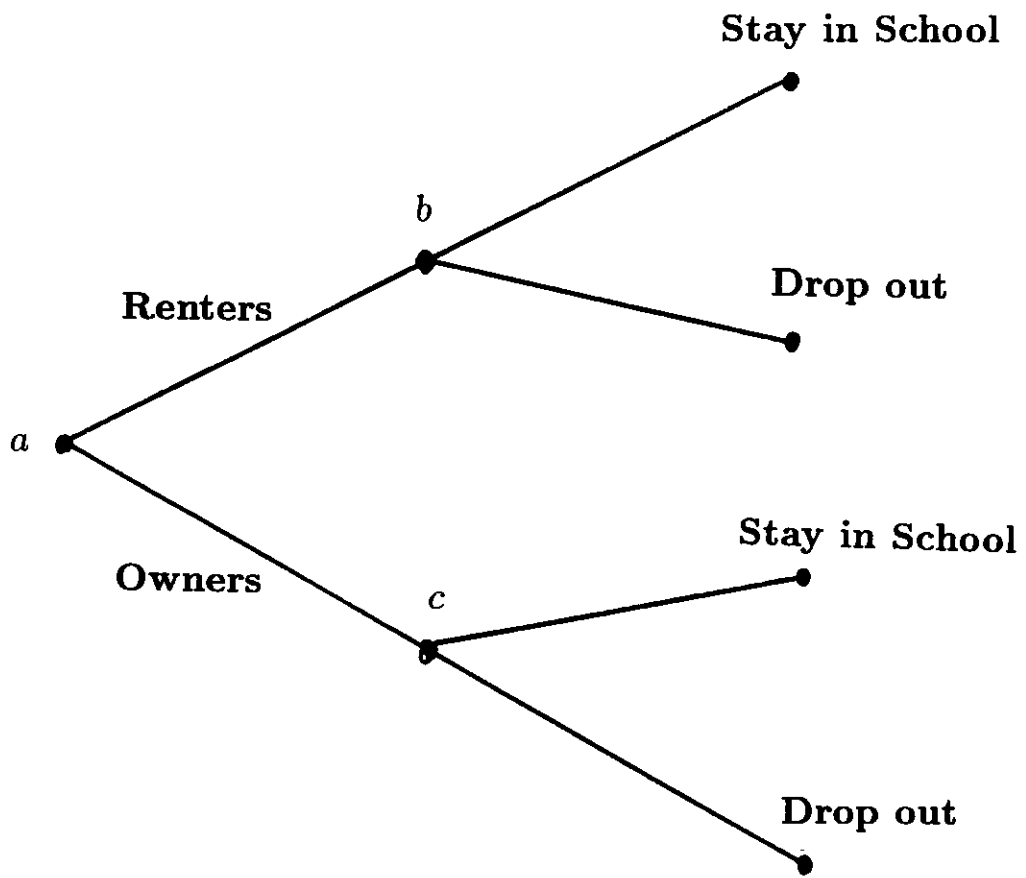 Stay in School
b
Drop out
Renters
a
Stay in School
Owners
c
Drop out